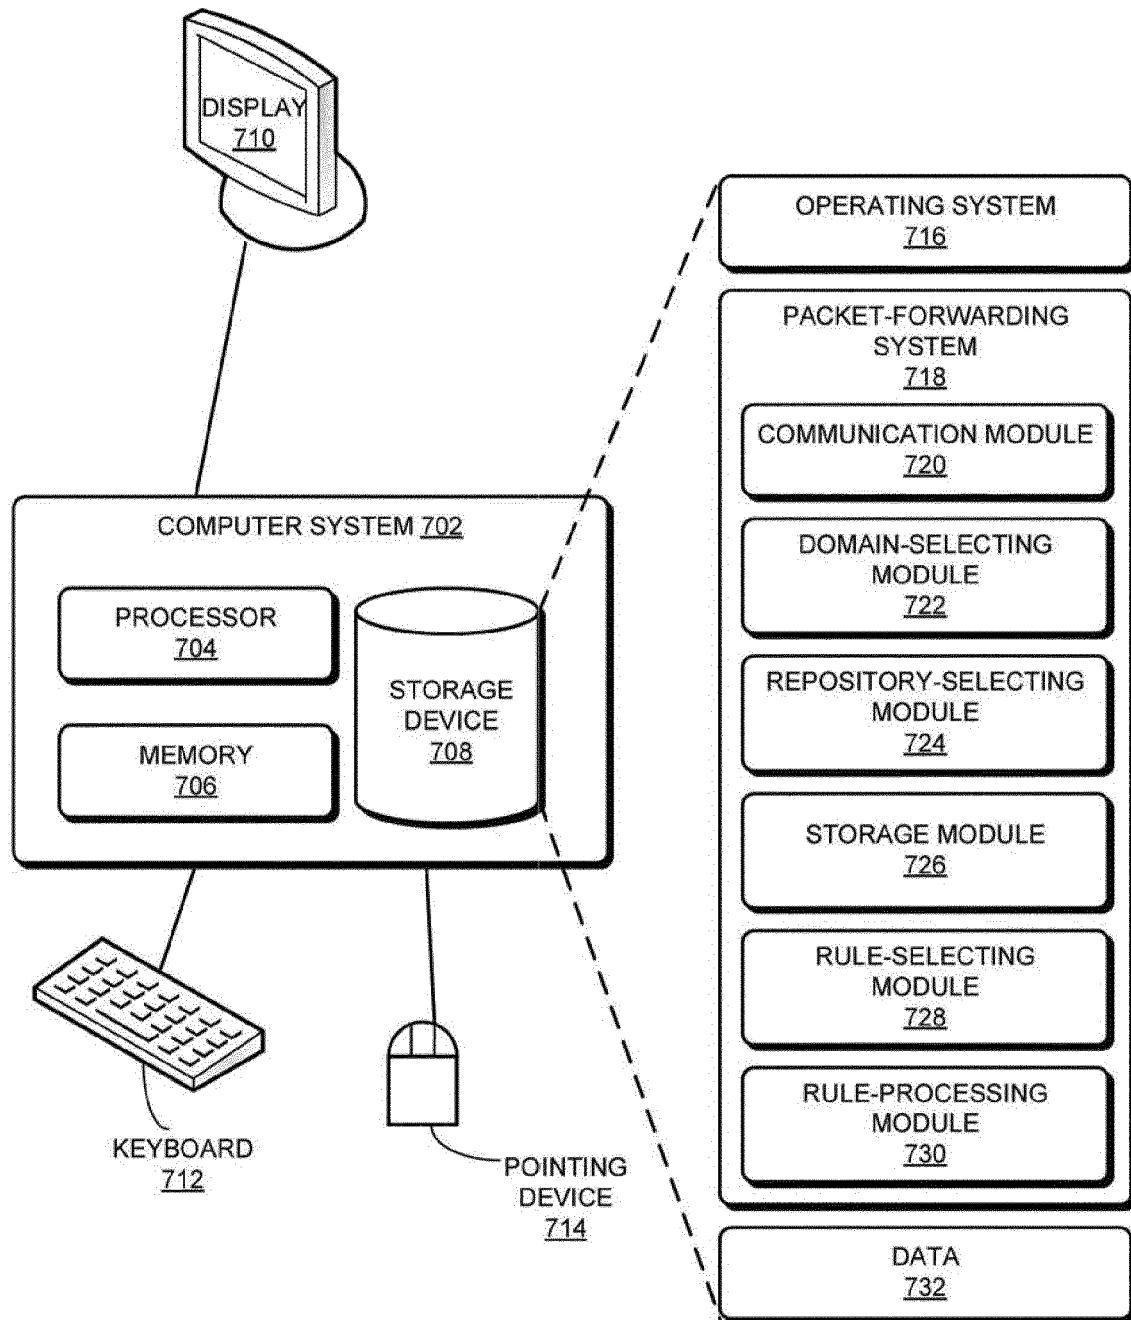 DISPLAY
710
COMPUTER SYSTEM 702
PROCESSOR
704
MEMORY
706
STORAGE
DEVICE
708
KEYBOARD
712
POINTING
DEVICE
714
OPERATING SYSTEM
716
PACKET-FORWARDING
SYSTEM
718
COMMUNICATION MODULE
720
DOMAIN-SELECTING
MODULE
722
REPOSITORY-SELECTING
MODULE
724
STORAGE MODULE
726
RULE-SELECTING
MODULE
728
RULE-PROCESSING
MODULE
730
DATA
732